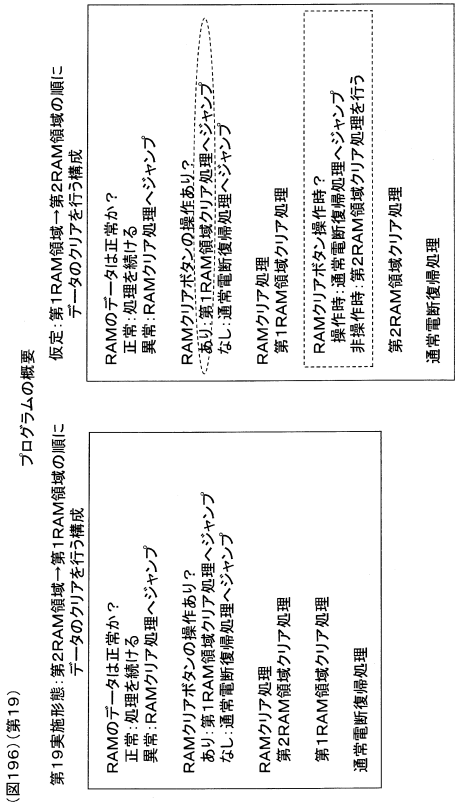 (図196)(第19)
プログラムの概要
第19実施形態:第2RAM領域→第1RAM領域の順に
データのクリアを行う構成
RAMのデータは正常か?
正常:処理を続ける
異常:RAMクリア処理へジャンプ
RAMクリアボタンの操作あり?
あり:第1RAM領域クリア処理へジャンプ
なし:通常電断復帰処理へジャンプ
RAMクリア処理
第2RAM領域クリア処理
第1RAM領域クリア処理
通常電断復帰処理
仮定:第1RAM領域→第2RAM領域の順に
データのクリアを行う構成
RAMのデータは正常か?
正常:処理を続ける
異常:RAMクリア処理へジャンプ
RAMクリアボタンの操作あり?
あり:第1RAM領域クリア処理へジャンプ
なし:通常電断復帰処理へジャンプ
RAMクリア処理
第1RAM領域クリア処理
RAMクリアボタン操作時?
操作時:通常電断復帰処理へジャンプ
非操作時:第2RAM領域クリア処理を行う
第2RAM領域クリア処理
通常電断復帰処理